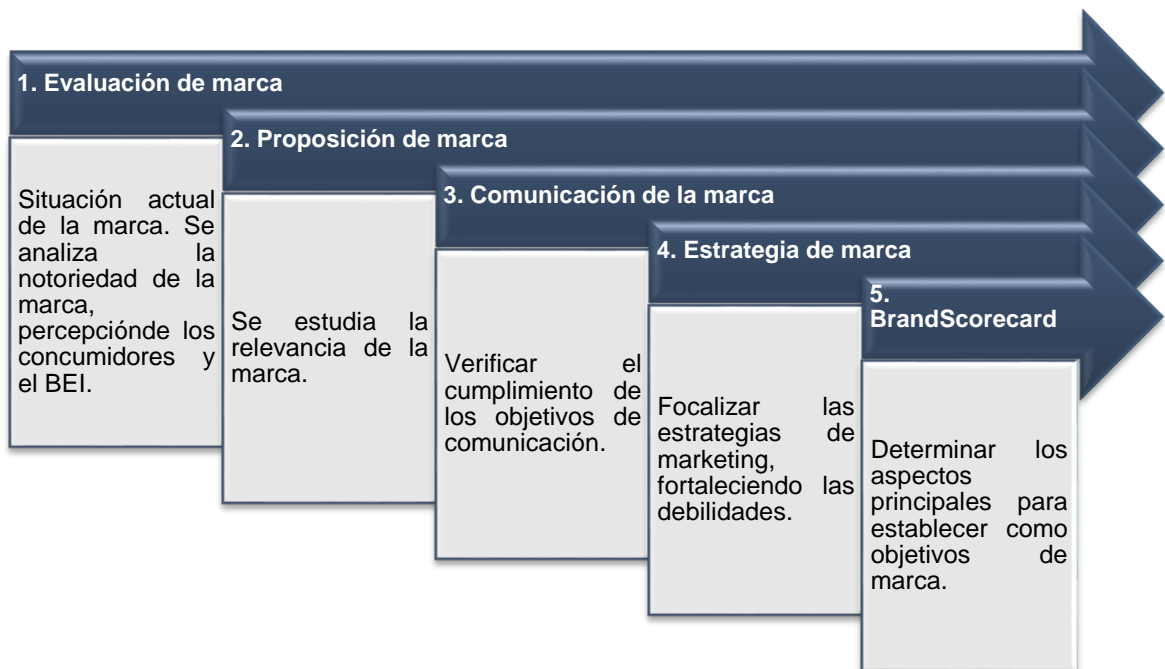 1. Evaluación de marca
Situación actual
de la marca. Se
analiza la
notoriedad de la
marca,
percepciónde los
concumidores y
el BEI.
2. Proposición de marca
Se estudia la
relevancia de la
marca.
3. Comunicación de la marca
Verificar el
cumplimiento de
los objetivos de
comunicación.
4. Estrategia de marca
Focalizar las
estrategias de
marketing,
fortaleciendo las
debilidades.
5.
BrandScorecard
Determinar los
aspectos
principales para
establecer como
objetivos de
marca.